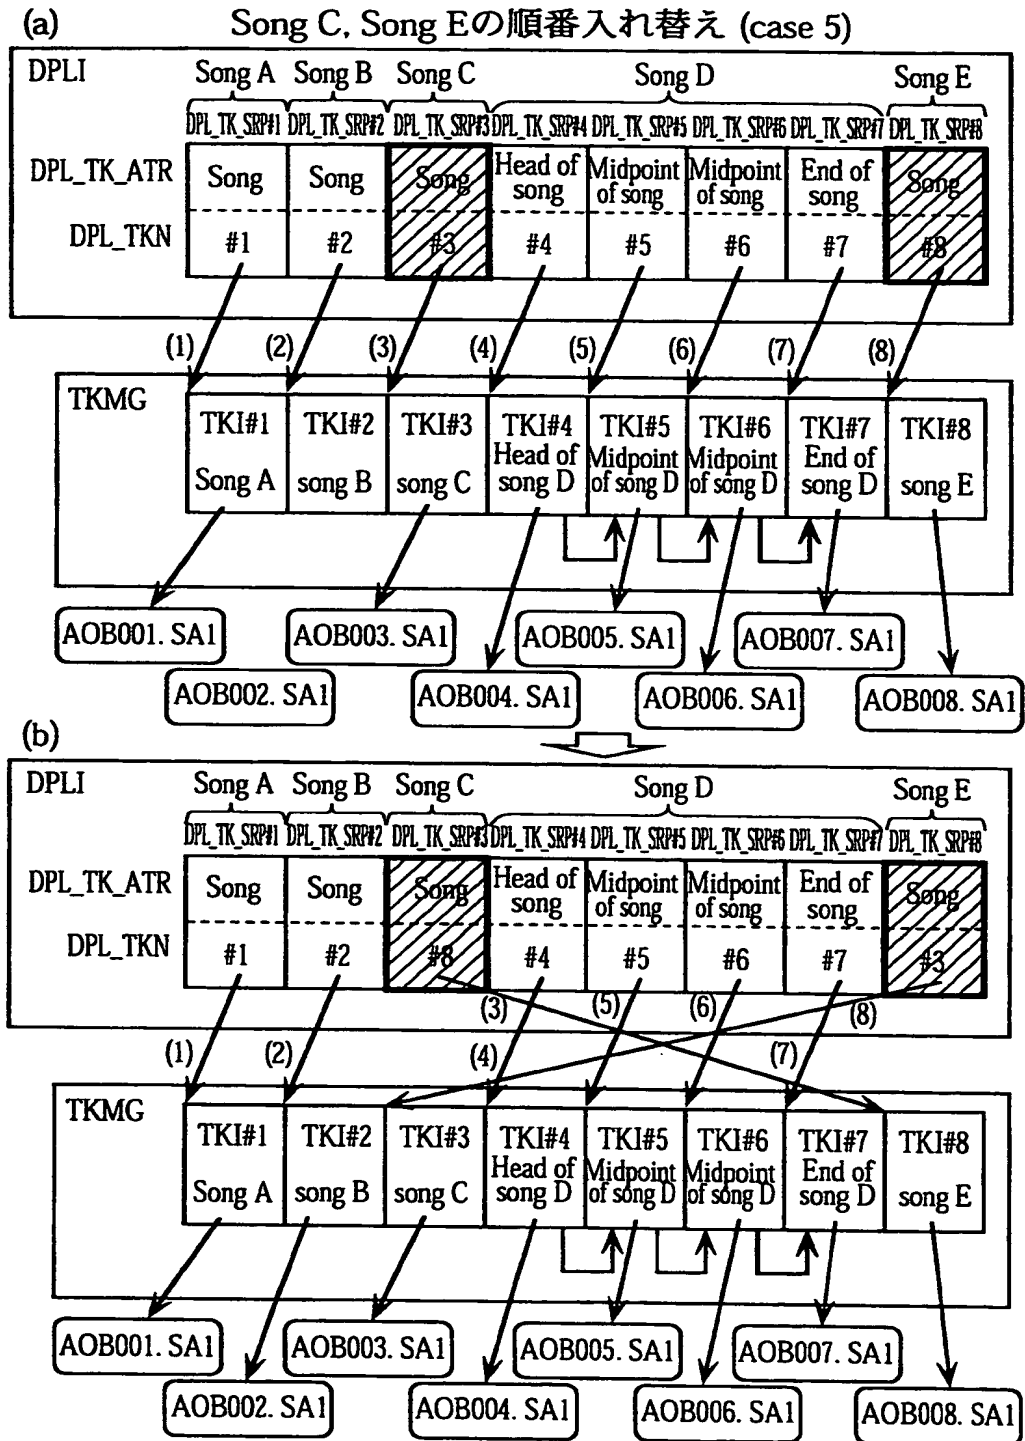 (a) Song C, Song Eの順番入れ替え (case 5)
DPLI
Song A Song B Song C Song D Song E
DPL_TK_SRP#1 DPL_TK_SRP#2 DPL_TK_SRP#3 DPL_TK_SRP#4 DPL_TK_SRP#5 DPL_TK_SRP#6 DPL_TK_SRP#7 DPL_TK_SRP#8
DPL_TK_ATR Song Song Song Head of song Midpoint of song Midpoint of song End of song Song
DPL_TKN #1 #2 #3 #4 #5 #6 #7 #8
(1) (2) (3) (4) (5) (6) (7) (8)
TKMG
TKI#1 TKI#2 TKI#3 TKI#4 TKI#5 TKI#6 TKI#7 TKI#8
Song A song B song C Head of song D Midpoint of song D Midpoint of song D End of song D song E
AOB001. SA1 AOB003. SA1 AOB005. SA1 AOB007. SA1
AOB002. SA1 AOB004. SA1 AOB006. SA1 AOB008. SA1
(b)
DPLI
Song A Song B Song C Song D Song E
DPL_TK_SRP#1 DPL_TK_SRP#2 DPL_TK_SRP#3 DPL_TK_SRP#4 DPL_TK_SRP#5 DPL_TK_SRP#6 DPL_TK_SRP#7 DPL_TK_SRP#8
DPL_TK_ATR Song Song Song Head of song Midpoint of song Midpoint of song End of song Song
DPL_TKN #1 #2 #8 #4 #5 #6 #7 #3
(3) (5) (6) (8)
(1) (2) (4) (7)
TKMG
TKI#1 TKI#2 TKI#3 TKI#4 TKI#5 TKI#6 TKI#7 TKI#8
Song A song B song C Head of song D Midpoint of song D Midpoint of song D End of song D song E
AOB001. SA1 AOB003. SA1 AOB005. SA1 AOB007. SA1
AOB002. SA1 AOB004. SA1 AOB006. SA1 AOB008. SA1